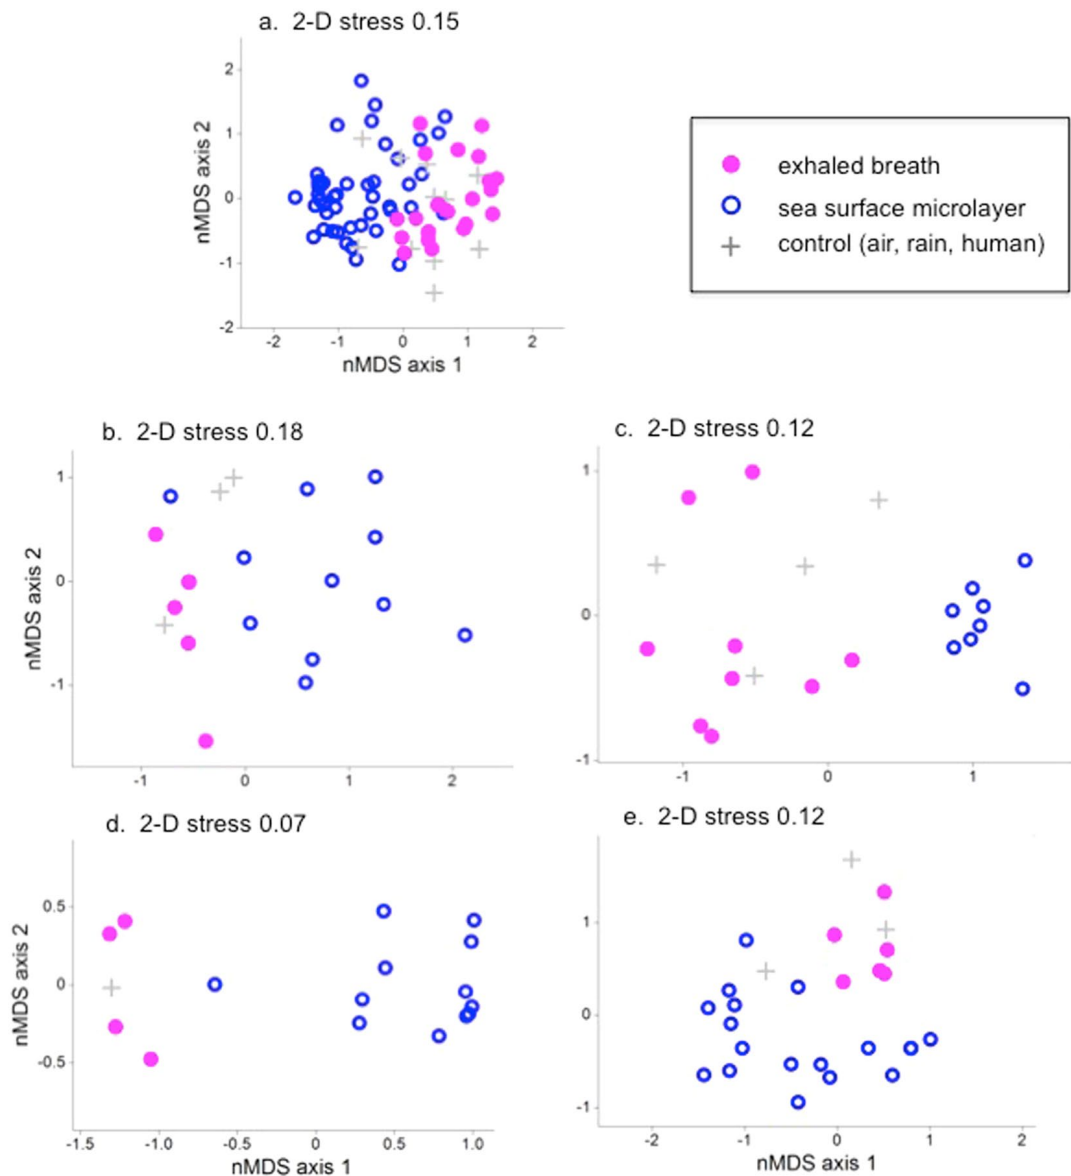 a. 2-D stress 0.15
2
1
0
-1
-2
nMDS axis 2
-2 -1 0 1 2
nMDS axis 1
exhaled breath
sea surface microlayer
control (air, rain, human)
b. 2-D stress 0.18
1
0
-1
nMDS axis 2
-1 0 1 2
c. 2-D stress 0.12
1
0
-1
-1 0 1
d. 2-D stress 0.07
0.5
0
-0.5
nMDS axis 2
-1.5 -1.0 -0.5 0 0.5 1.0
nMDS axis 1
e. 2-D stress 0.12
1
0
-1
-2 -1 0 1 2
nMDS axis 1